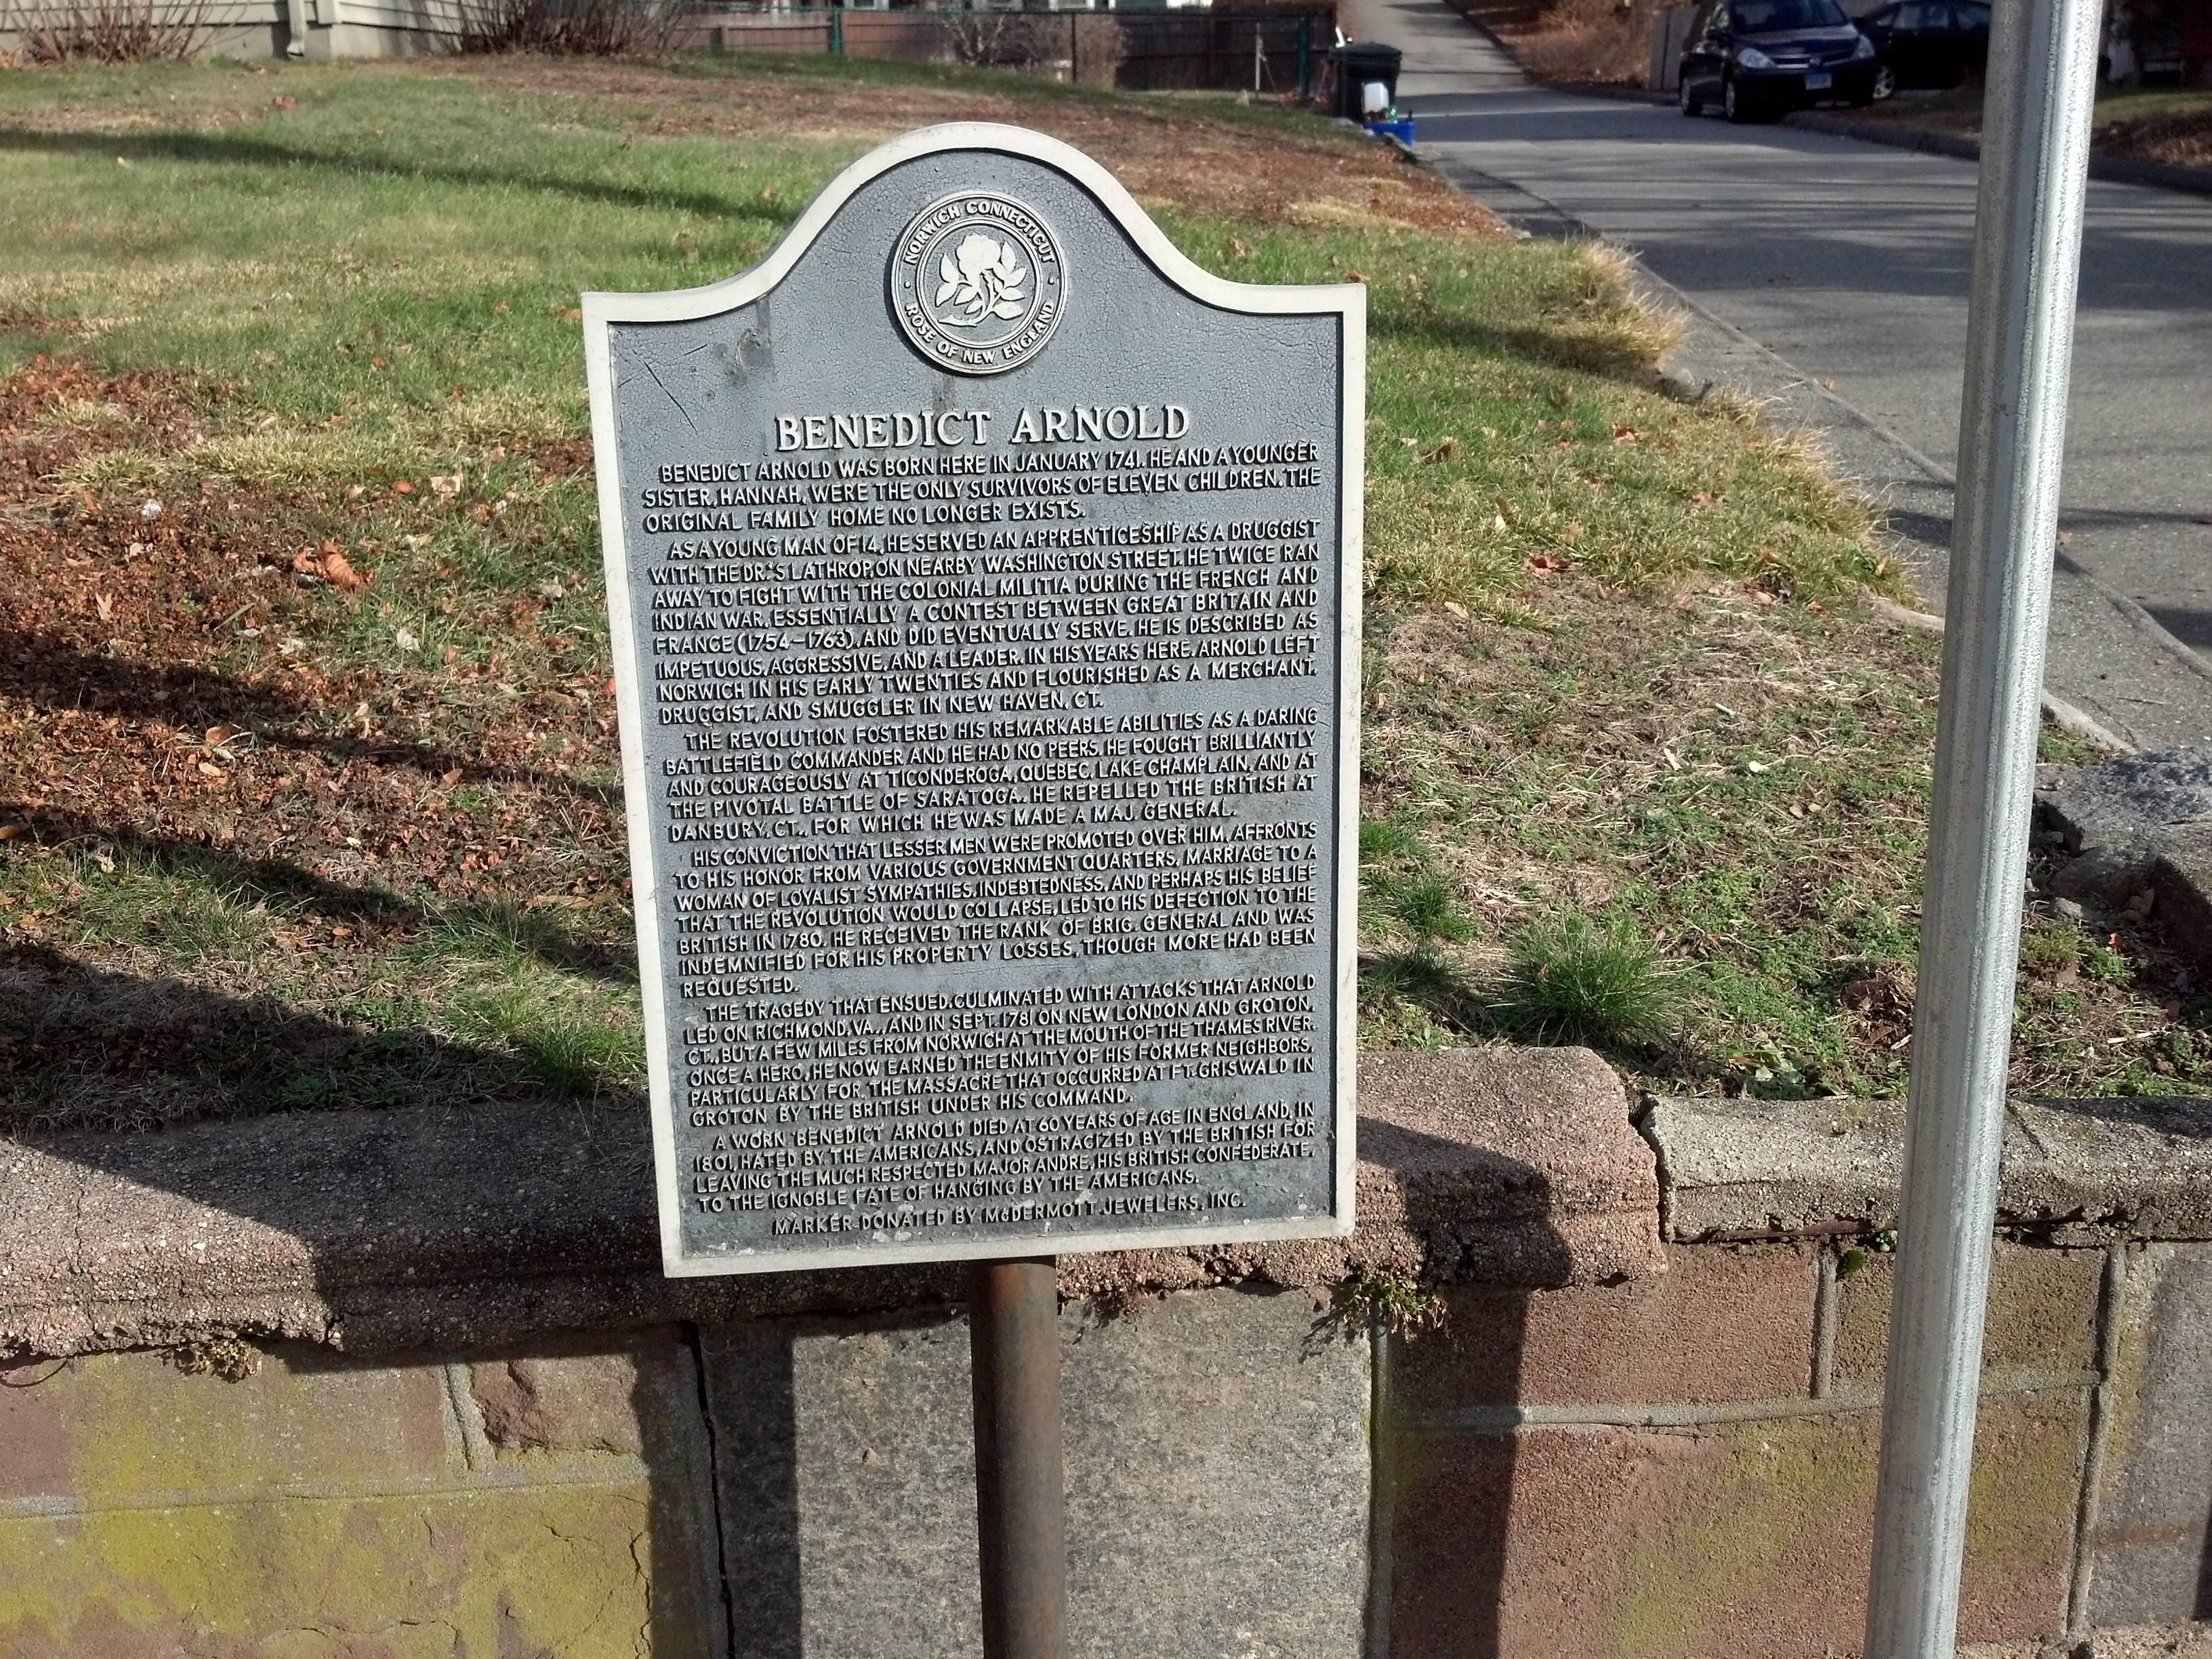 NORWICH CONNECTICUT
ROSE OF NEW ENGLAND
BENEDICT ARNOLD
BENEDICT ARNOLD WAS BORN HERE IN JANUARY 1741. HE AND A YOUNGER
SISTER, HANNAH, WERE THE ONLY SURVIVORS OF ELEVEN CHILDREN. THE
ORIGINAL FAMILY HOME NO LONGER EXISTS.
AS A YOUNG MAN OF 14, HE SERVED AN APPRENTICESHIP AS A DRUGGIST
WITH THE DR.'S LATHROP, ON NEARBY WASHINGTON STREET. HE TWICE RAN
AWAY TO FIGHT WITH THE COLONIAL MILITIA DURING THE FRENCH AND
INDIAN WAR, ESSENTIALLY A CONTEST BETWEEN GREAT BRITAIN AND
FRANCE (1754-1763), AND DID EVENTUALLY SERVE. HE IS DESCRIBED AS
IMPETUOUS, AGGRESSIVE, AND A LEADER. IN HIS YEARS HERE. ARNOLD LEFT
NORWICH IN HIS EARLY TWENTIES AND FLOURISHED AS A MERCHANT,
DRUGGIST, AND SMUGGLER IN NEW HAVEN, CT.
THE REVOLUTION FOSTERED HIS REMARKABLE ABILITIES AS A DARING
BATTLEFIELD COMMANDER AND HE HAD NO PEERS. HE FOUGHT BRILLIANTLY
AND COURAGEOUSLY AT TICONDEROGA, QUEBEC, LAKE CHAMPLAIN, AND AT
THE PIVOTAL BATTLE OF SARATOGA. HE REPELLED THE BRITISH AT
DANBURY, CT., FOR WHICH HE WAS MADE A MAJ. GENERAL.
HIS CONVICTION THAT LESSER MEN WERE PROMOTED OVER HIM, AFFRONTS
TO HIS HONOR FROM VARIOUS GOVERNMENT QUARTERS, MARRIAGE TO A
WOMAN OF LOYALIST SYMPATHIES, INDEBTEDNESS, AND PERHAPS HIS BELIEF
THAT THE REVOLUTION WOULD COLLAPSE, LED TO HIS DEFECTION TO THE
BRITISH IN 1780. HE RECEIVED THE RANK OF BRIG. GENERAL AND WAS
INDEMNIFIED FOR HIS PROPERTY LOSSES, THOUGH MORE HAD BEEN
REQUESTED.
THE TRAGEDY THAT ENSUED, CULMINATED WITH ATTACKS THAT ARNOLD
LED ON RICHMOND, VA., AND IN SEPT. 1781 ON NEW LONDON AND GROTON,
CT., BUT A FEW MILES FROM NORWICH AT THE MOUTH OF THE THAMES RIVER.
ONCE A HERO, HE NOW EARNED THE ENMITY OF HIS FORMER NEIGHBORS,
PARTICULARLY FOR THE MASSACRE THAT OCCURRED AT FT. GRISWALD IN
GROTON BY THE BRITISH UNDER HIS COMMAND.
A WORN 'BENEDICT' ARNOLD DIED AT 60 YEARS OF AGE IN ENGLAND, IN
1801, HATED BY THE AMERICANS, AND OSTRACIZED BY THE BRITISH FOR
LEAVING THE MUCH RESPECTED MAJOR ANDRE, HIS BRITISH CONFEDERATE,
TO THE IGNOBLE FATE OF HANGING BY THE AMERICANS.
MARKER DONATED BY McDERMOTT JEWELERS, INC.